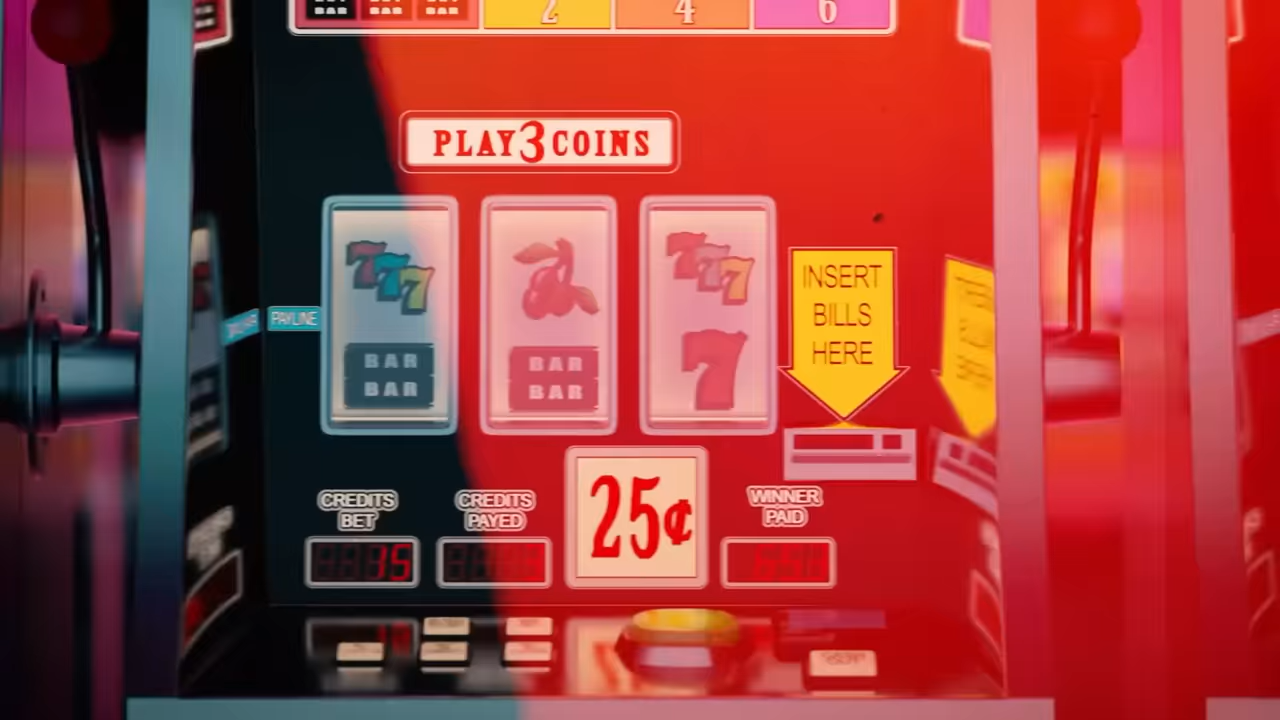 2 4 6
PLAY 3 COINS
INSERT
BILLS
HERE
PAYLINE
BAR BAR
BAR BAR
25¢
CREDITS CREDITS WINNER
BET PAYED PAID
15